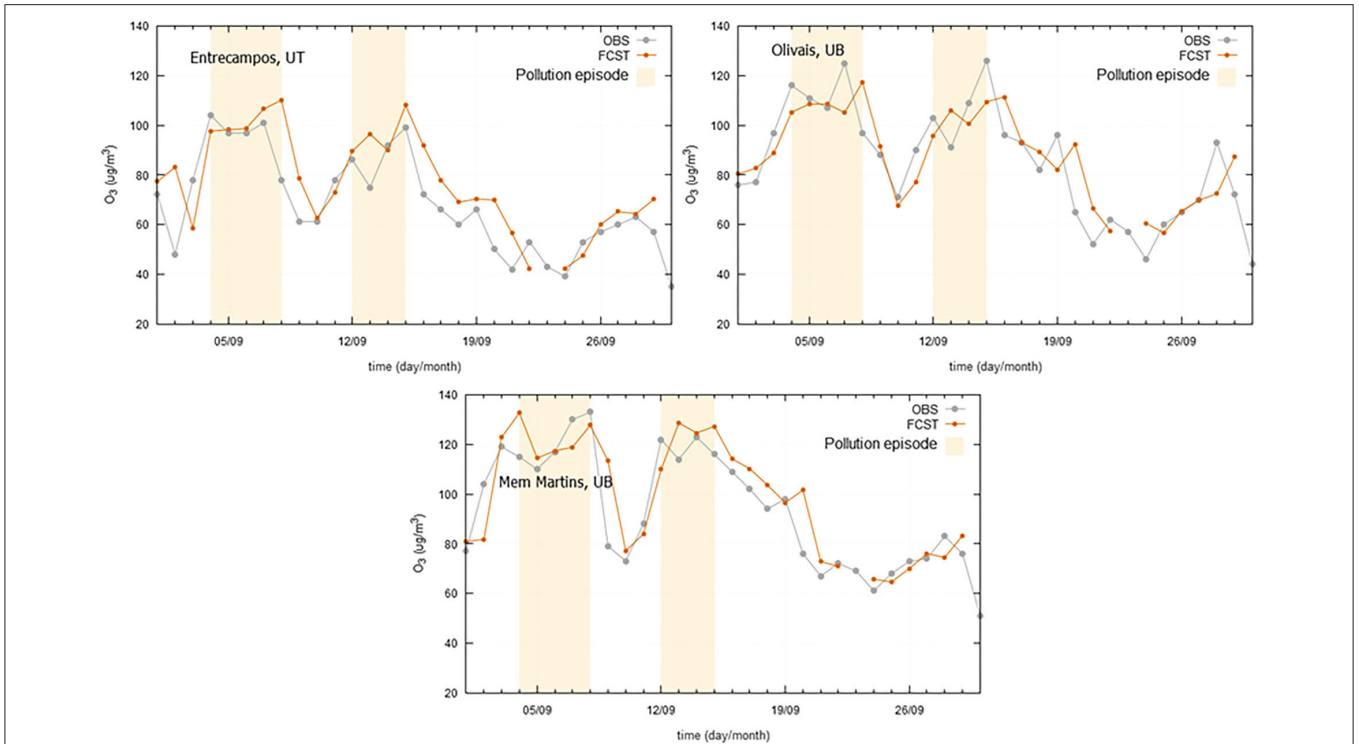 Entrecampos, UT
OBS
FCST
Pollution episode
140
120
100
80
60
40
20
O3 (ug/m3)
05/09
12/09
19/09
26/09
time (day/month)
Olivais, UB
OBS
FCST
Pollution episode
140
120
100
80
60
40
20
O3 (ug/m3)
05/09
12/09
19/09
26/09
time (day/month)
Mem Martins, UB
OBS
FCST
Pollution episode
140
120
100
80
60
40
20
O3 (ug/m3)
05/09
12/09
19/09
26/09
time (day/month)